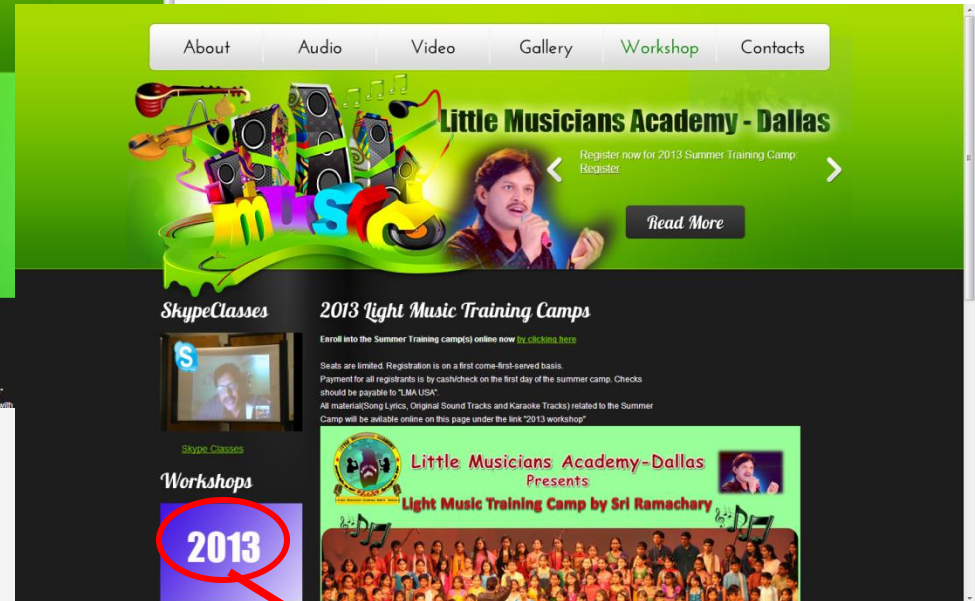 About Audio Video Gallery Workshop Contacts
Little Musicians Academy - Dallas
Register now for 2013 Summer Training Camp:
Register
music
Read More
SkypeClasses
S
Skype Classes
Workshops
2013
2013 Light Music Training Camps
Enroll into the Summer Training camp(s) online now by clicking here
Seats are limited. Registration is on a first come-first-served basis.
Payment for all registrants is by cash/check on the first day of the summer camp. Checks
should be payable to "LMA USA".
All material(Song Lyrics, Original Sound Tracks and Karaoke Tracks) related to the Summer
Camp will be avilable online on this page under the link "2013 workshop"
Little Musicians Academy-Dallas
Presents
Light Music Training Camp by Sri Ramachary
with